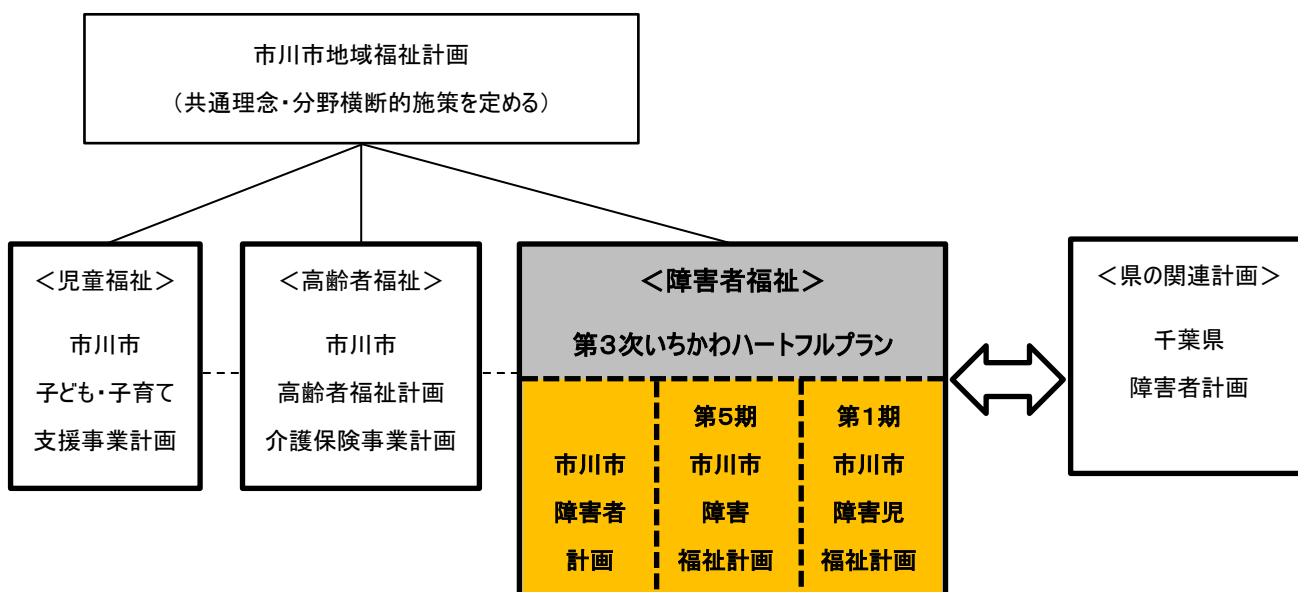 市川市地域福祉計画
（共通理念・分野横断的施策を定める）
＜児童福祉＞
市川市
子ども・子育て
支援事業計画
＜高齢者福祉＞
市川市
高齢者福祉計画
介護保険事業計画
＜障害者福祉＞
第３次いちかわハートフルプラン
市川市
障害者
計画
第５期
市川市
障害
福祉計画
第１期
市川市
障害児
福祉計画
＜県の関連計画＞
千葉県
障害者計画